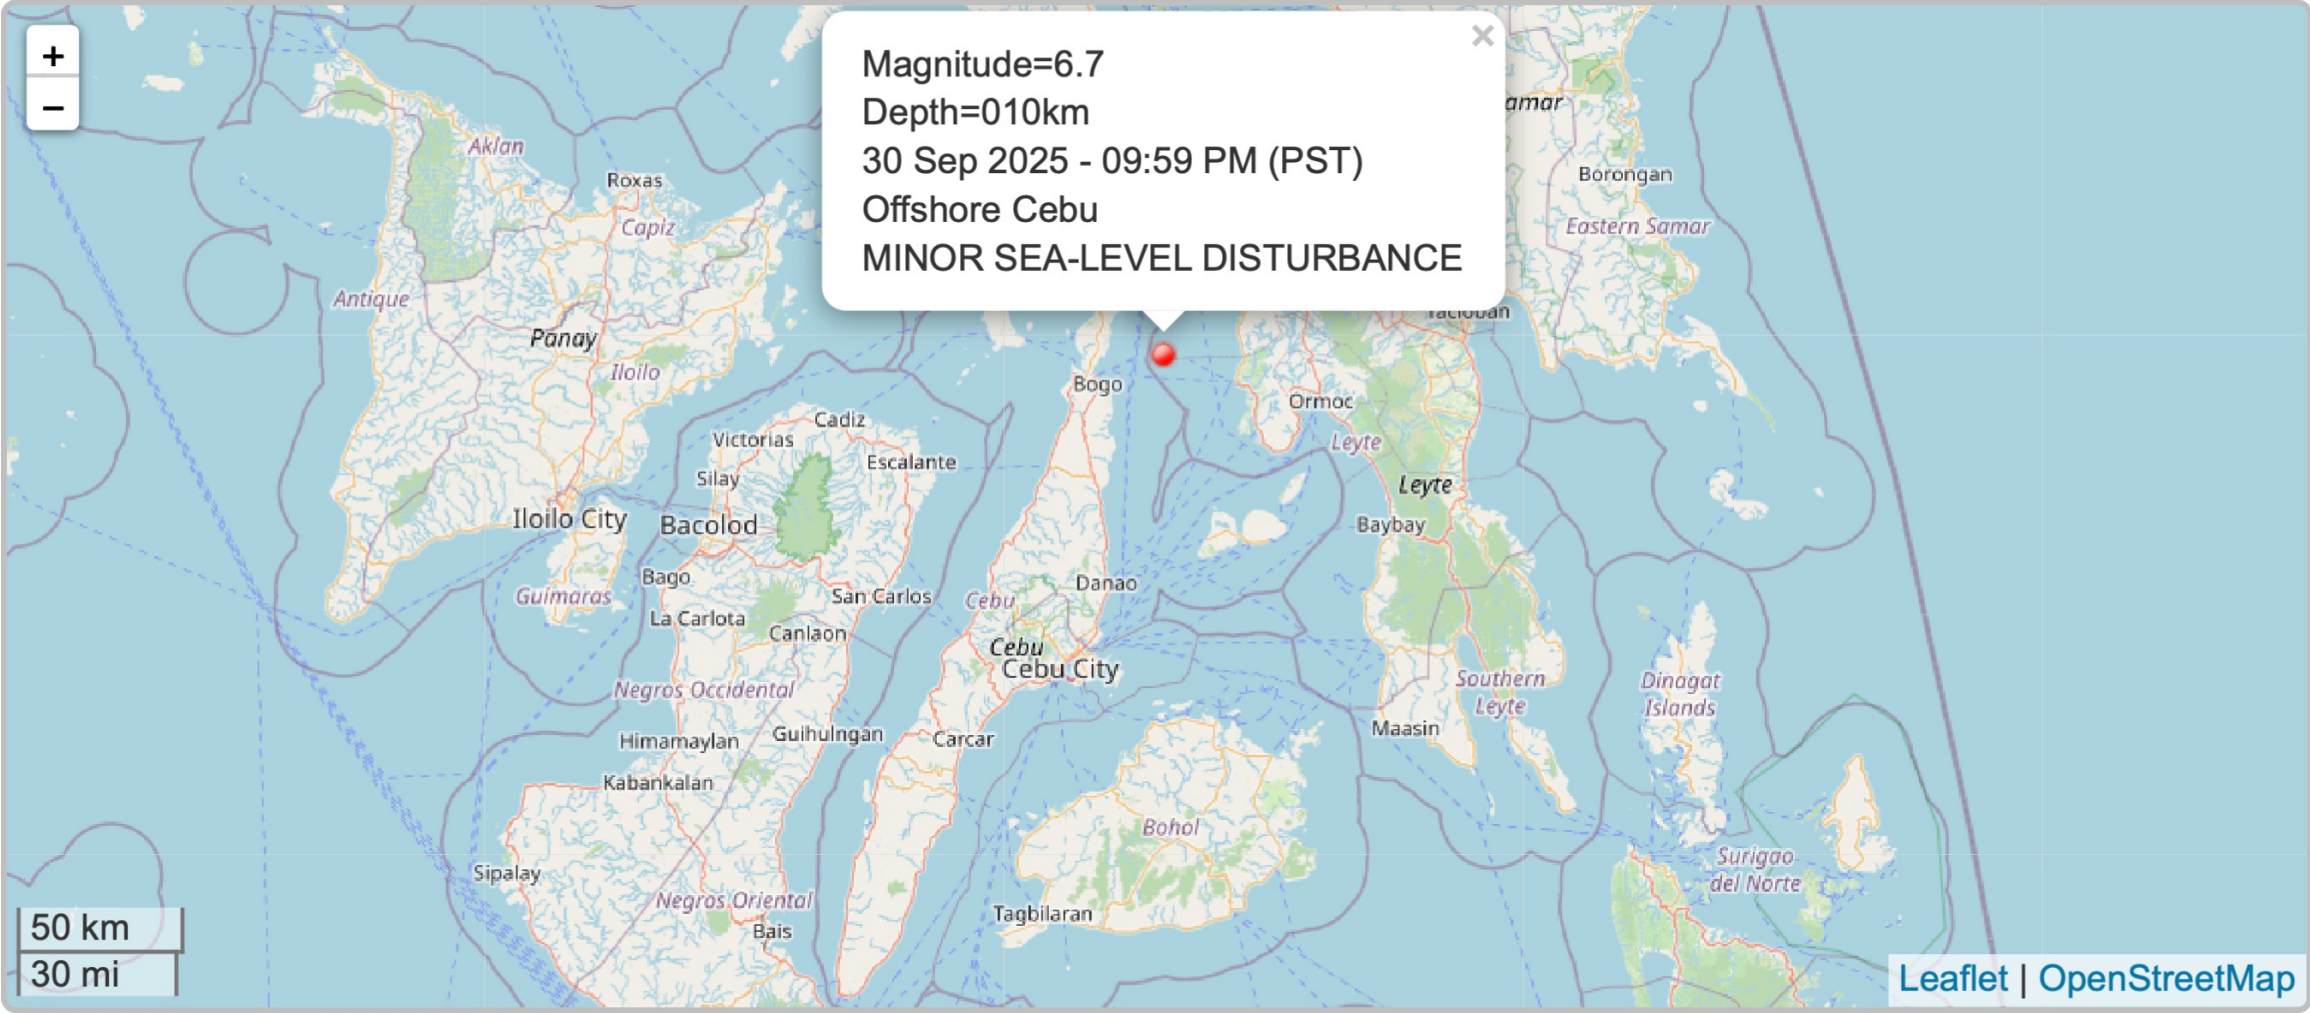 +
−
Magnitude=6.7
×
Depth=010km
30 Sep 2025 - 09:59 PM (PST)
Offshore Cebu
MINOR SEA-LEVEL DISTURBANCE
amar
Aklan
Roxas
Borongan
Capiz
Eastern Samar
Antique
Tacloban
Panay
Iloilo
Bogo
Ormoc
Cadiz
Victorias
Leyte
Escalante
Silay
Leyte
Iloilo City
Bacolod
Baybay
Bago
Danao
Guimaras
San Carlos
Cebu
La Carlota
Canlaon
Cebu
Cebu City
Negros Occidental
Southern
Leyte
Dinagat
Islands
Maasin
Himamaylan
Guihulngan
Carcar
Kabankalan
Bohol
Surigao
del Norte
Sipalay
Negros Oriental
Tagbilaran
Bais
50 km
30 mi
Leaflet | OpenStreetMap